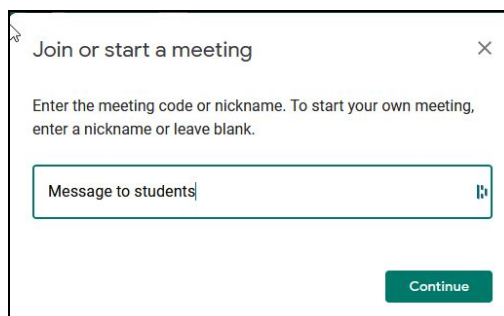 Join or start a meeting
Enter the meeting code or nickname. To start your own meeting,
enter a nickname or leave blank.
Message to students
Continue